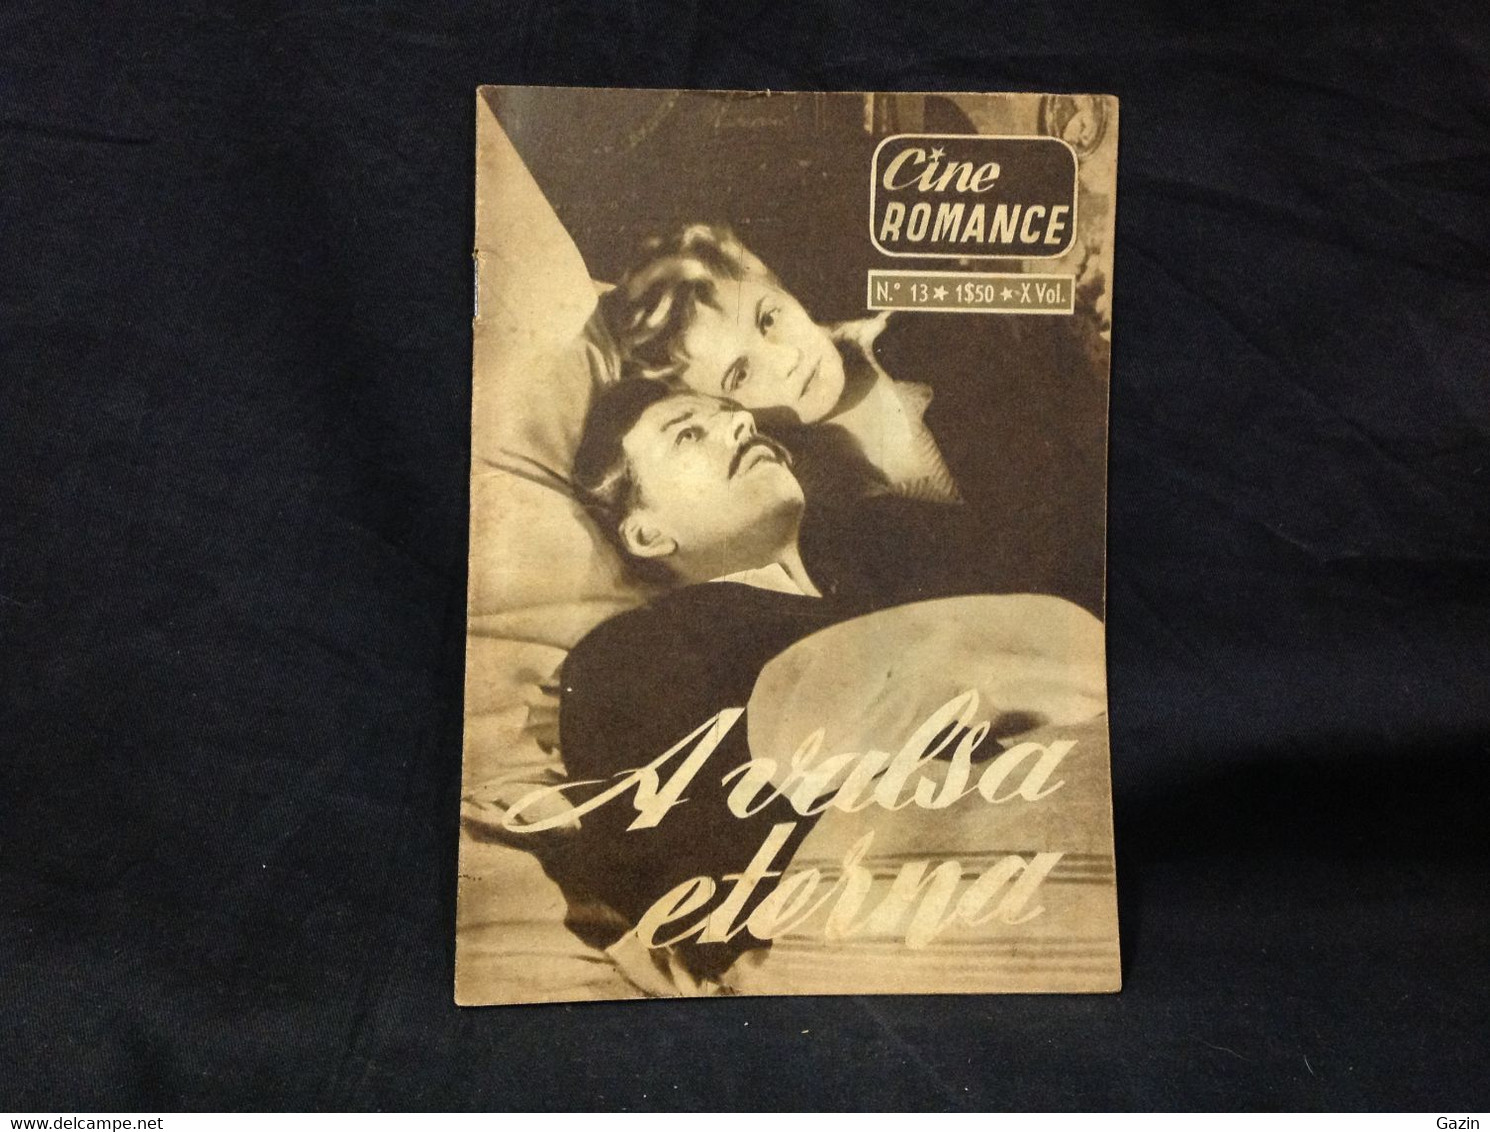 Cine
ROMANCE
N.º 13 ★ 1$50 ★ X Vol.
A valsa
eterna
Gazin
www.delcampe.net